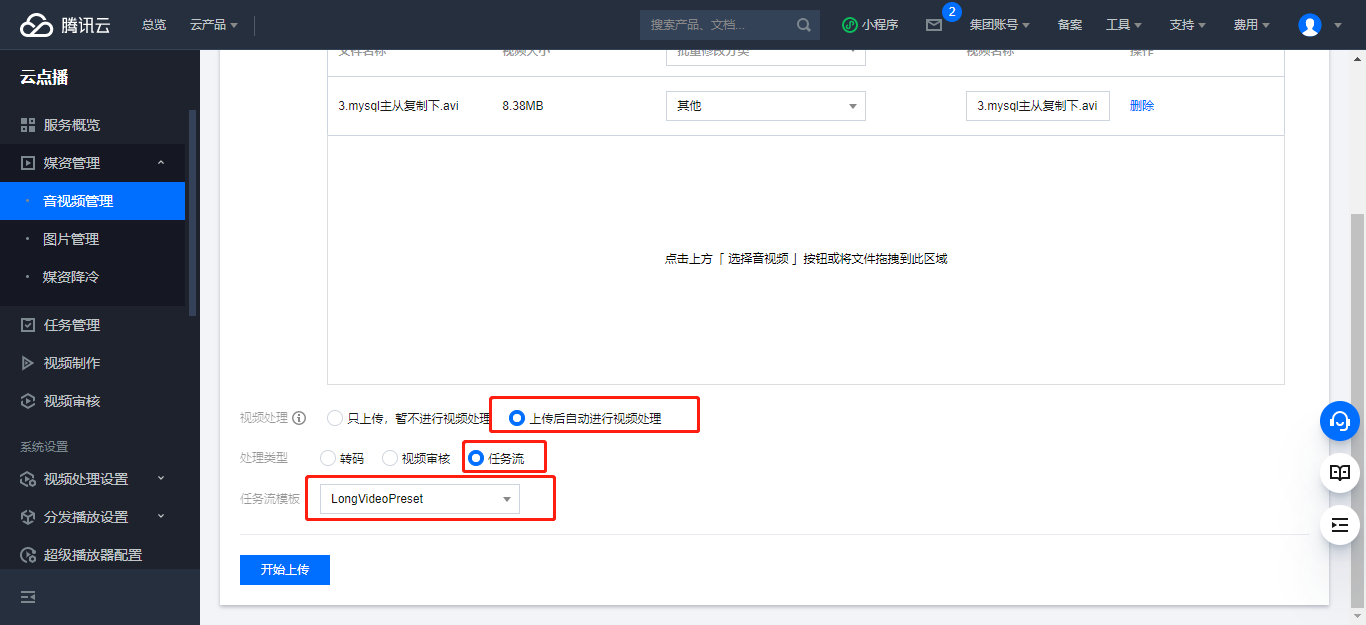 腾讯云 总览 云产品 搜索产品、文档... 小程序 2 集团账号 备案 工具 支持 费用
云点播
服务概览
媒资管理
音视频管理
图片管理
媒资降冷
任务管理
视频制作
视频审核
系统设置
视频处理设置
分发播放设置
超级播放器配置
文件名称 视频大小 批量修改分类 视频名称 操作
3.mysql主从复制下.avi 8.38MB 其他 3.mysql主从复制下.avi 删除
点击上方「 选择音视频 」按钮或将文件拖拽到此区域
视频处理 只上传，暂不进行视频处理 上传后自动进行视频处理
处理类型 转码 视频审核 任务流
任务流模板 LongVideoPreset
开始上传